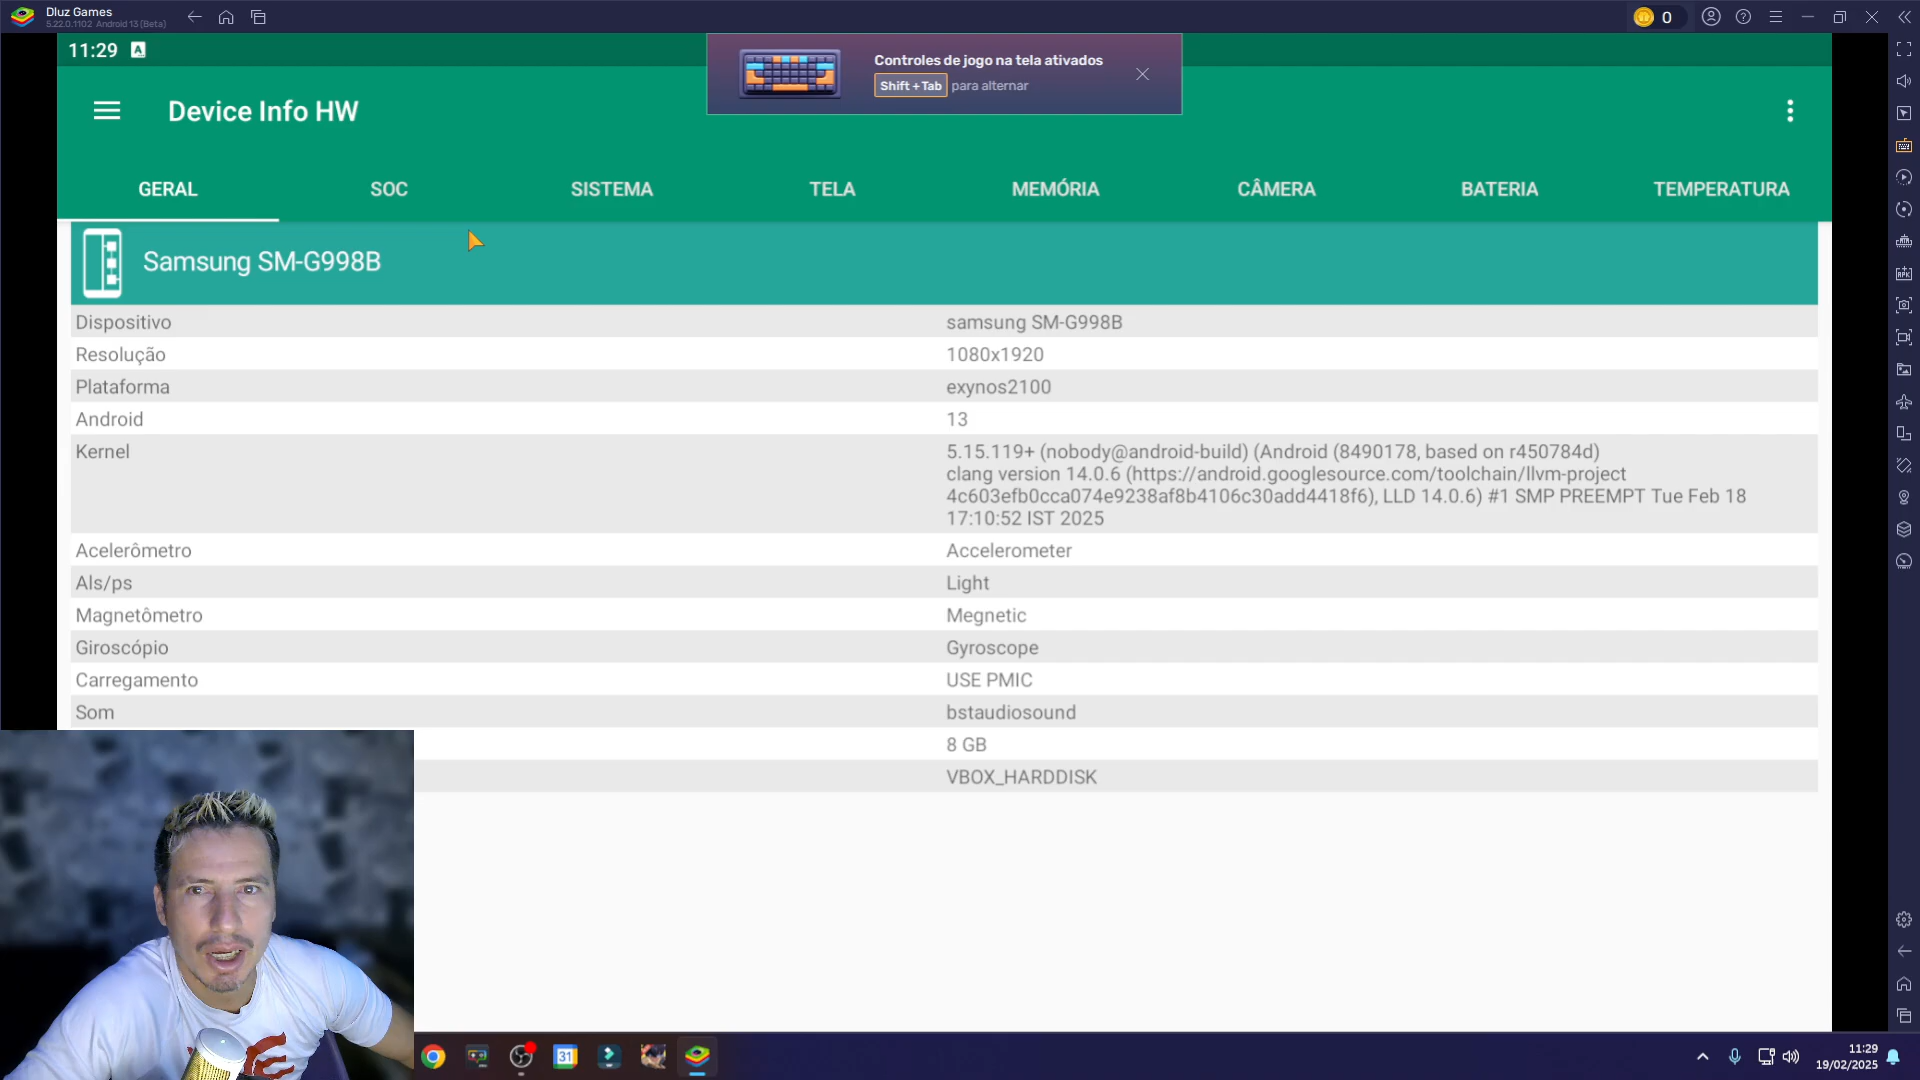 Dluz Games
5.22.0.1102 Android 13 (Beta)
0
11:29
A
Controles de jogo na tela ativados
Shift + Tab para alternar
Device Info HW
GERAL SOC SISTEMA TELA MEMÓRIA CÂMERA BATERIA TEMPERATURA
Samsung SM-G998B
Dispositivo samsung SM-G998B
Resolução 1080x1920
Plataforma exynos2100
Android 13
Kernel 5.15.119+ (nobody@android-build) (Android (8490178, based on r450784d)
clang version 14.0.6 (https://android.googlesource.com/toolchain/llvm-project
4c603efb0cca074e9238af8b4106c30add4418f6), LLD 14.0.6) #1 SMP PREEMPT Tue Feb 18
17:10:52 IST 2025
Acelerômetro Accelerometer
Als/ps Light
Magnetômetro Megnetic
Giroscópio Gyroscope
Carregamento USE PMIC
Som bstaudiosound
8 GB
VBOX_HARDDISK
31
11:29
19/02/2025